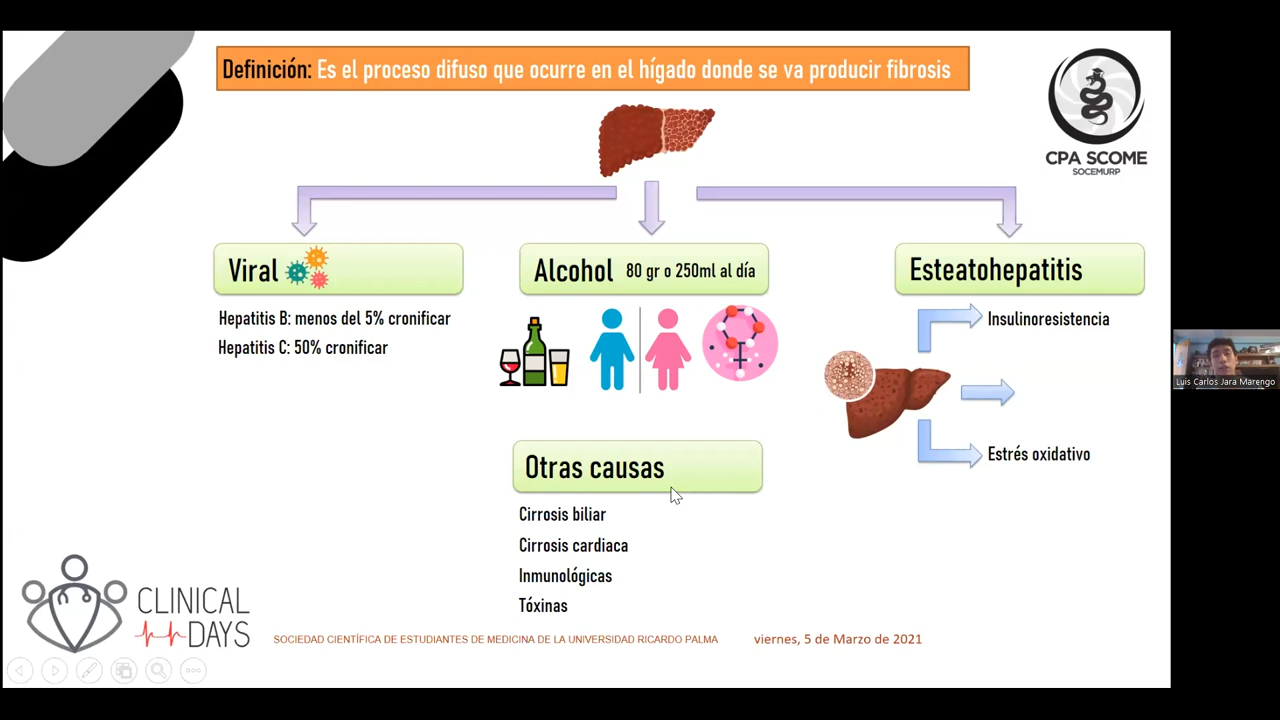 Definición: Es el proceso difuso que ocurre en el hígado donde se va producir fibrosis
CPA SCOME
SOCEMURP
Viral
Alcohol 80 gr o 250ml al día
Esteatohepatitis
Hepatitis B: menos del 5% cronificar
Hepatitis C: 50% cronificar
Insulinoresistencia
Estrés oxidativo
Luis Carlos Jara Marengo
Otras causas
Cirrosis biliar
Cirrosis cardiaca
Inmunológicas
Tóxinas
CLINICAL
DAYS
SOCIEDAD CIENTÍFICA DE ESTUDIANTES DE MEDICINA DE LA UNIVERSIDAD RICARDO PALMA
viernes, 5 de Marzo de 2021